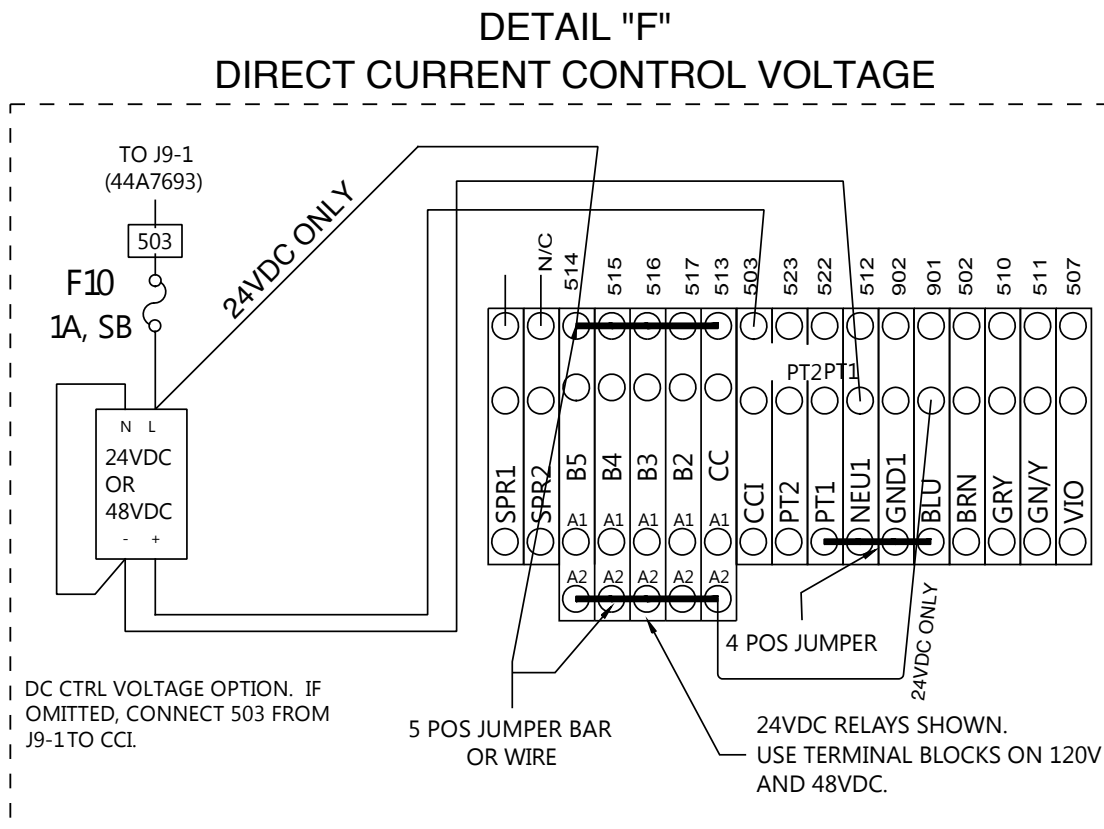 DETAIL "F"
DIRECT CURRENT CONTROL VOLTAGE
TO J9-1
(44A7693)
503
F10
1A, SB
24VDC ONLY
N L
24VDC
OR
48VDC
- +
N/C
514
515
516
517
513
503
523
522
512
902
901
502
510
511
507
PT2 PT1
SPR1
SPR2
B5
B4
B3
B2
CC
CCI
PT2
PT1
NEU1
GND1
BLU
BRN
GRY
GN/Y
VIO
A1 A1 A1 A1 A1
A2 A2 A2 A2 A2
4 POS JUMPER
24VDC ONLY
DC CTRL VOLTAGE OPTION. IF
OMITTED, CONNECT 503 FROM
J9-1TO CCI.
5 POS JUMPER BAR
OR WIRE
24VDC RELAYS SHOWN.
USE TERMINAL BLOCKS ON 120V
AND 48VDC.